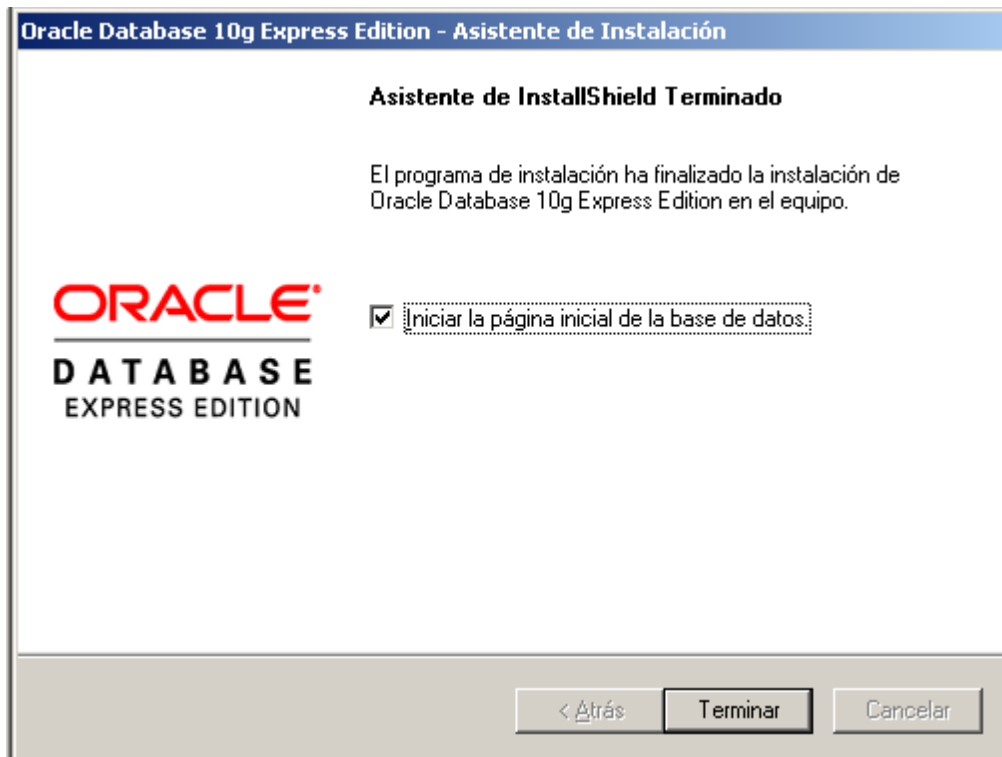 Oracle Database 10g Express Edition - Asistente de Instalación
Asistente de InstallShield Terminado
El programa de instalación ha finalizado la instalación de
Oracle Database 10g Express Edition en el equipo.
ORACLE
DATABASE
EXPRESS EDITION
Iniciar la página inicial de la base de datos.
< Atrás
Terminar
Cancelar